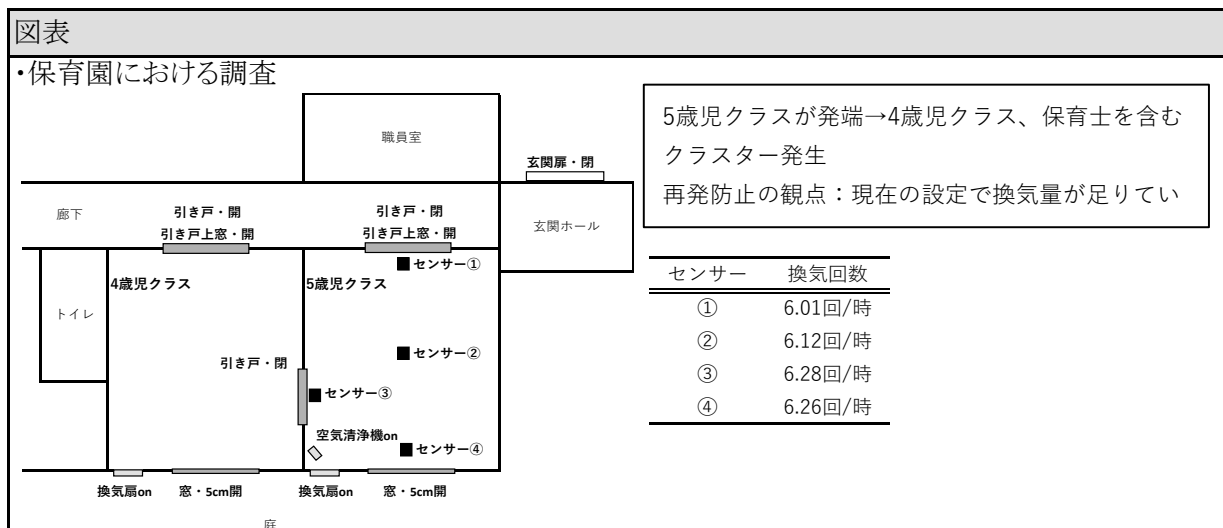 図表
・保育園における調査
5歳児クラスが発端→4歳児クラス、保育士を含む
クラスター発生
再発防止の観点：現在の設定で換気量が足りてい
職員室
玄関扉・閉
廊下
引き戸・開
引き戸上窓・開
引き戸・閉
引き戸上窓・開
玄関ホール
センサー①
4歳児クラス
5歳児クラス
トイレ
センサー②
引き戸・閉
センサー③
空気清浄機on
センサー④
換気扇on
窓・5cm開
換気扇on
窓・5cm開
庭
センサー 換気回数
① 6.01回/時
② 6.12回/時
③ 6.28回/時
④ 6.26回/時